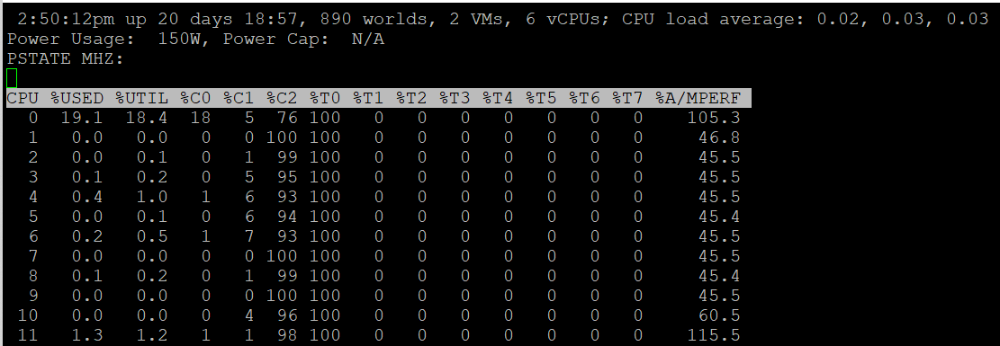 2:50:12pm up 20 days 18:57, 890 worlds, 2 VMs, 6 vCPUs; CPU load average: 0.02, 0.03, 0.03
Power Usage:  150W, Power Cap:  N/A
PSTATE MHZ:
CPU %USED %UTIL %C0 %C1 %C2 %T0 %T1 %T2 %T3 %T4 %T5 %T6 %T7 %A/MPERF
0 19.1 18.4 18 5 76 100 0 0 0 0 0 0 0 105.3
1 0.0 0.0 0 0 100 100 0 0 0 0 0 0 0 46.8
2 0.0 0.1 0 1 99 100 0 0 0 0 0 0 0 45.5
3 0.1 0.2 0 5 95 100 0 0 0 0 0 0 0 45.5
4 0.4 1.0 1 6 93 100 0 0 0 0 0 0 0 45.5
5 0.0 0.1 0 6 94 100 0 0 0 0 0 0 0 45.4
6 0.2 0.5 1 7 93 100 0 0 0 0 0 0 0 45.5
7 0.0 0.0 0 0 100 100 0 0 0 0 0 0 0 45.5
8 0.1 0.2 0 1 99 100 0 0 0 0 0 0 0 45.4
9 0.0 0.0 0 0 100 100 0 0 0 0 0 0 0 45.5
10 0.0 0.0 0 4 96 100 0 0 0 0 0 0 0 60.5
11 1.3 1.2 1 1 98 100 0 0 0 0 0 0 0 115.5